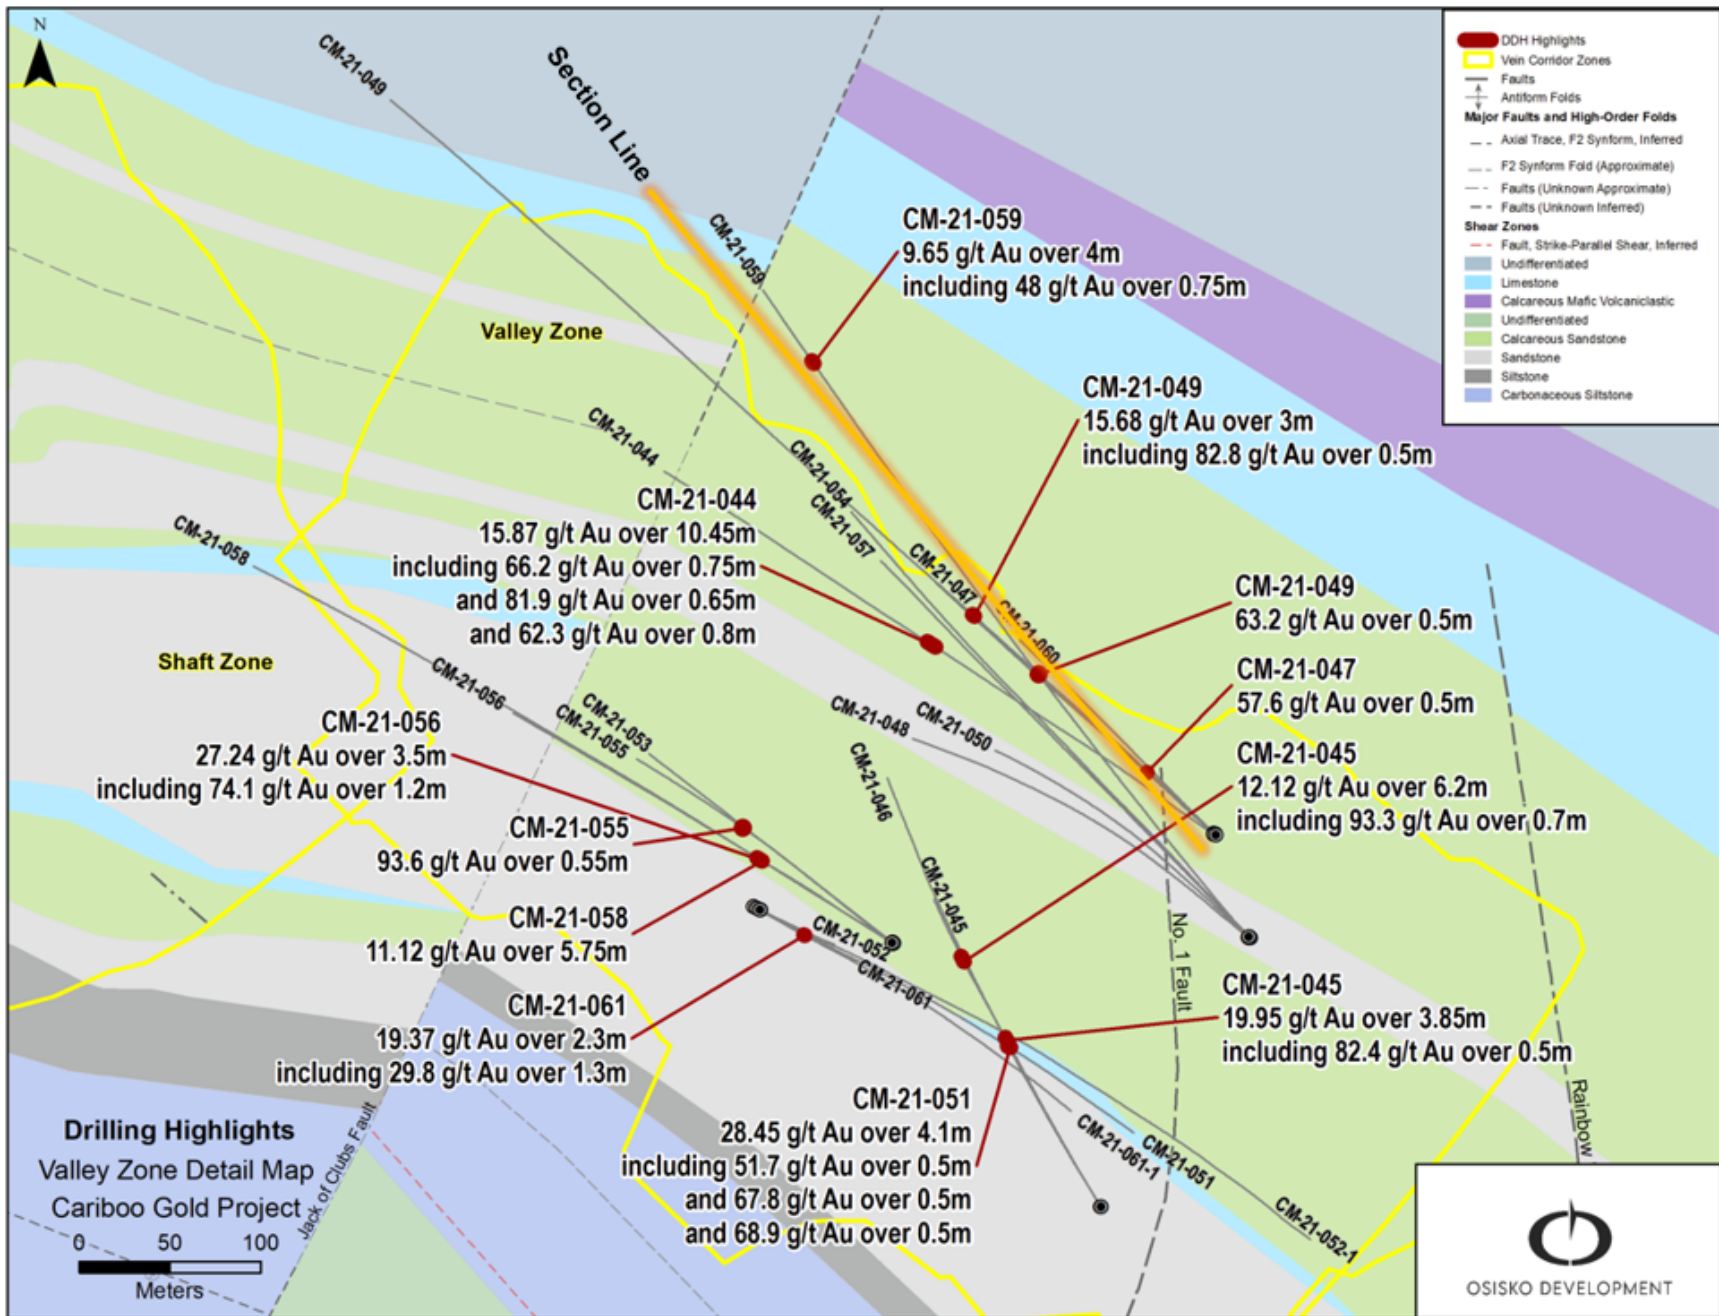 N
CM-21-049
Section Line
CM-21-059
CM-21-059
9.65 g/t Au over 4m
including 48 g/t Au over 0.75m
Valley Zone
CM-21-049
15.68 g/t Au over 3m
including 82.8 g/t Au over 0.5m
CM-21-044
CM-21-054
CM-21-057
CM-21-044
15.87 g/t Au over 10.45m
including 66.2 g/t Au over 0.75m
and 81.9 g/t Au over 0.65m
and 62.3 g/t Au over 0.8m
CM-21-058
CM-21-047
CM-21-060
CM-21-049
63.2 g/t Au over 0.5m
Shaft Zone
CM-21-056
CM-21-053
CM-21-055
CM-21-048
CM-21-050
CM-21-047
57.6 g/t Au over 0.5m
CM-21-056
27.24 g/t Au over 3.5m
including 74.1 g/t Au over 1.2m
CM-21-046
CM-21-045
12.12 g/t Au over 6.2m
including 93.3 g/t Au over 0.7m
CM-21-055
93.6 g/t Au over 0.55m
CM-21-045
CM-21-058
11.12 g/t Au over 5.75m
CM-21-052
CM-21-061
No. 1 Fault
CM-21-061
19.37 g/t Au over 2.3m
including 29.8 g/t Au over 1.3m
CM-21-045
19.95 g/t Au over 3.85m
including 82.4 g/t Au over 0.5m
CM-21-051
28.45 g/t Au over 4.1m
including 51.7 g/t Au over 0.5m
and 67.8 g/t Au over 0.5m
and 68.9 g/t Au over 0.5m
CM-21-061-1
CM-21-051
CM-21-052-1
Rainbow
Jack of Clubs Fault
Drilling Highlights
Valley Zone Detail Map
Cariboo Gold Project
0 50 100
Meters
DDH Highlights
Vein Corridor Zones
Faults
Antiform Folds
Major Faults and High-Order Folds
Axial Trace, F2 Synform, Inferred
F2 Synform Fold (Approximate)
Faults (Unknown Approximate)
Faults (Unknown Inferred)
Shear Zones
Fault, Strike-Parallel Shear, Inferred
Undifferentiated
Limestone
Calcareous Mafic Volcaniclastic
Undifferentiated
Calcareous Sandstone
Sandstone
Siltstone
Carbonaceous Siltstone
OSISKO DEVELOPMENT